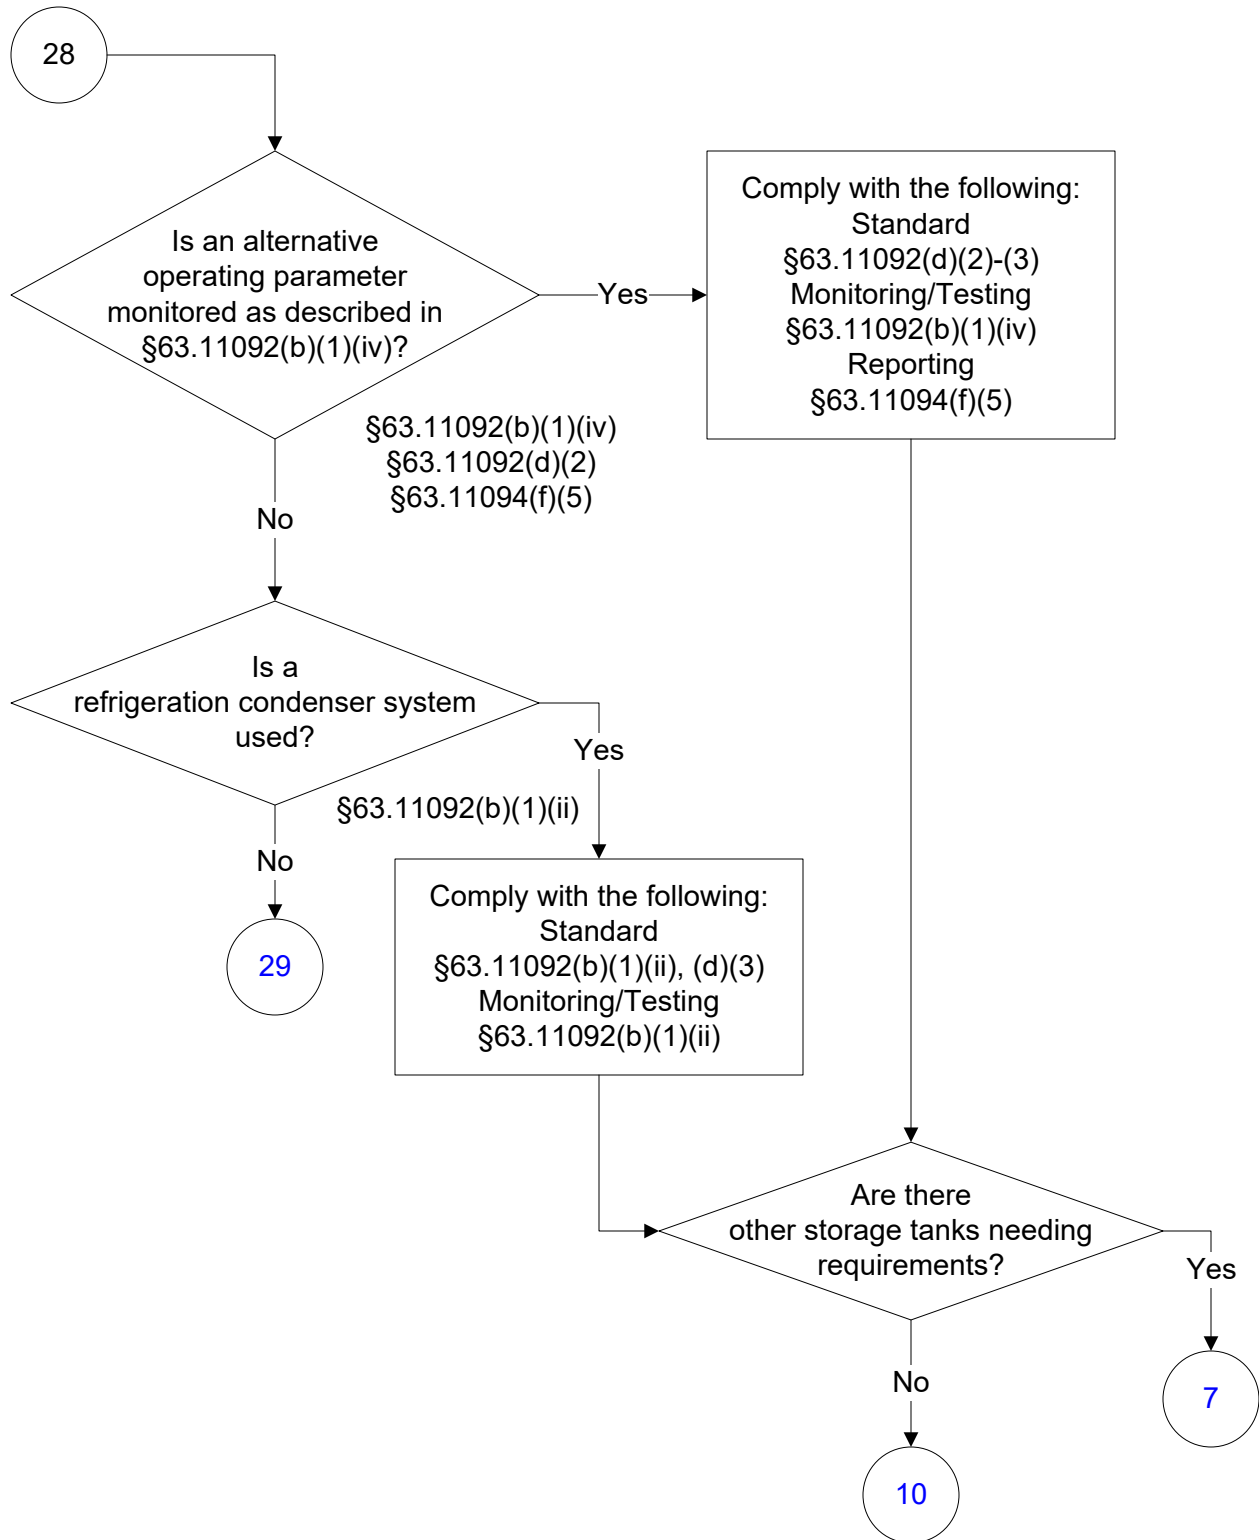 28
Is an alternative
operating parameter
monitored as described in
§63.11092(b)(1)(iv)?
Yes
Comply with the following:
Standard
§63.11092(d)(2)-(3)
Monitoring/Testing
§63.11092(b)(1)(iv)
Reporting
§63.11094(f)(5)
§63.11092(b)(1)(iv)
§63.11092(d)(2)
§63.11094(f)(5)
No
Is a
refrigeration condenser system
used?
Yes
§63.11092(b)(1)(ii)
No
29
Comply with the following:
Standard
§63.11092(b)(1)(ii), (d)(3)
Monitoring/Testing
§63.11092(b)(1)(ii)
Are there
other storage tanks needing
requirements?
Yes
7
No
10